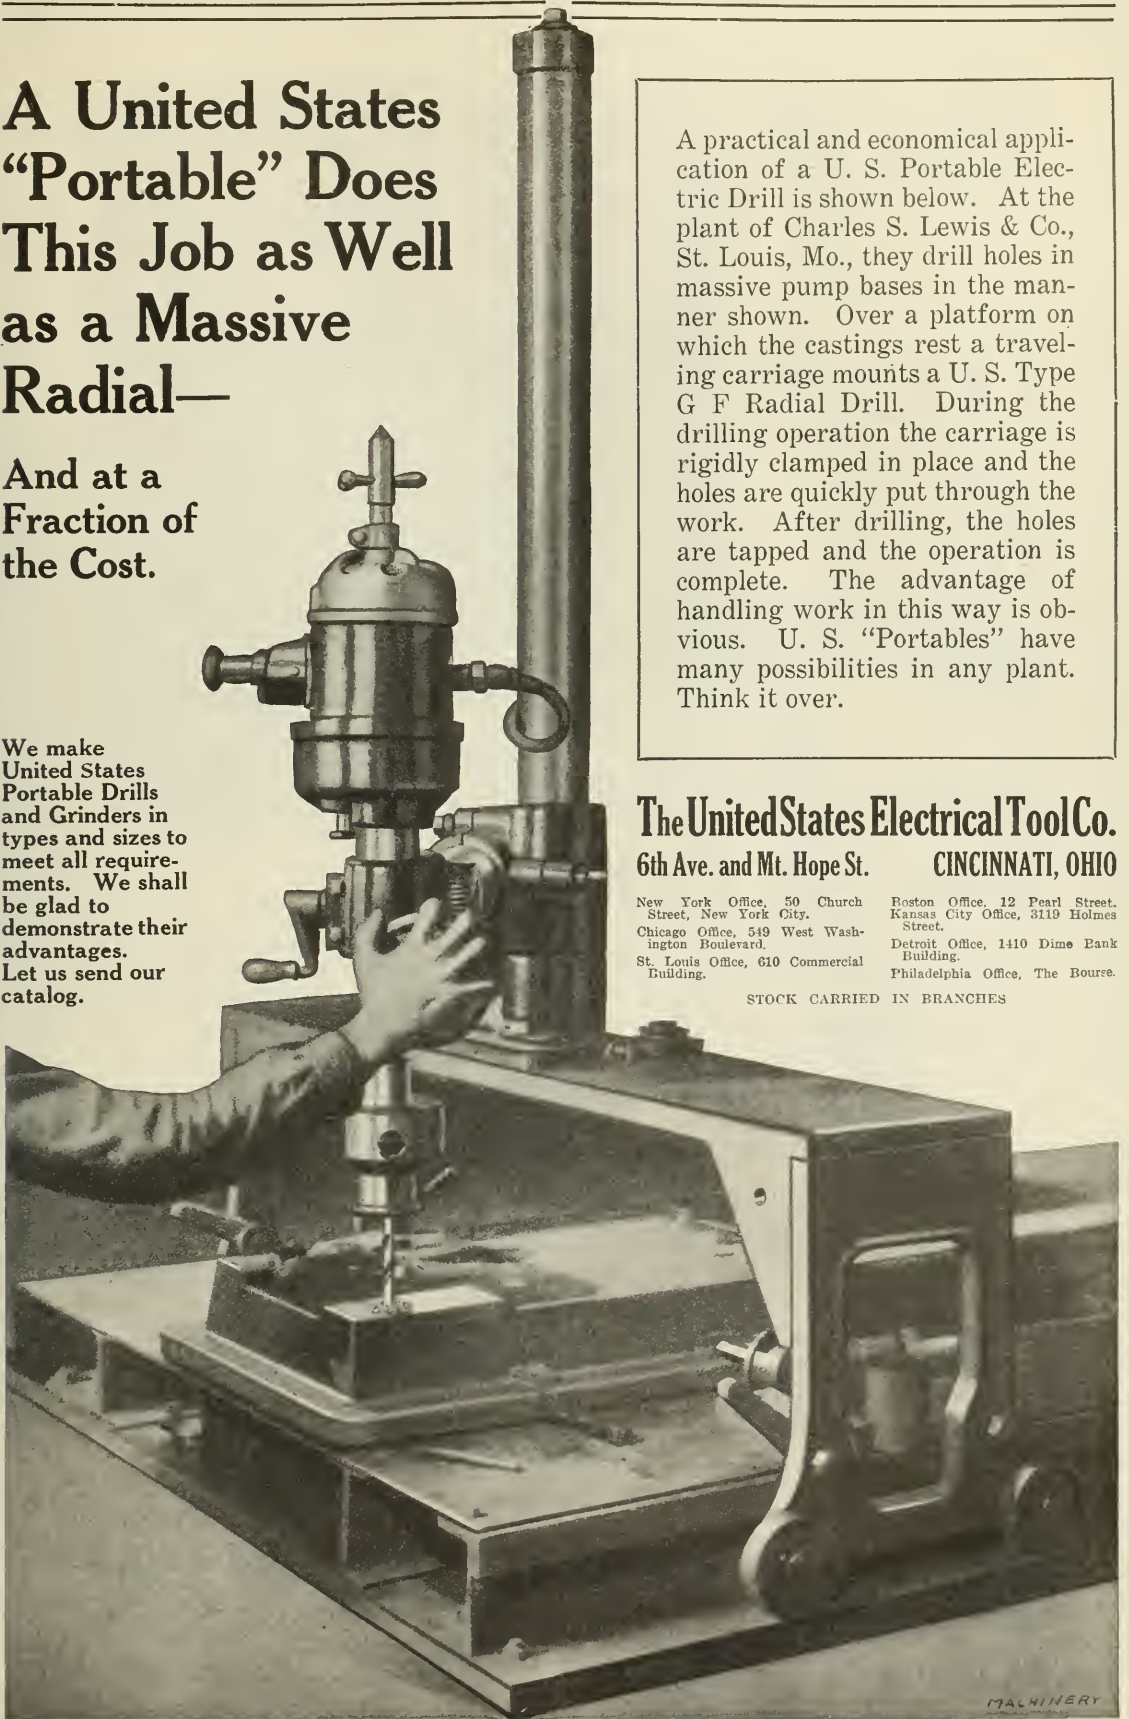 A United States
“Portable” Does
This Job as Well
as a Massive
Radial—
And at a
Fraction of
the Cost.
We make
United States
Portable Drills
and Grinders in
types and sizes to
meet all require-
ments. We shall
be glad to
demonstrate their
advantages.
Let us send our
catalog.
A practical and economical appli-
cation of a U. S. Portable Elec-
tric Drill is shown below. At the
plant of Charles S. Lewis & Co.,
St. Louis, Mo., they drill holes in
massive pump bases in the man-
ner shown. Over a platform on
which the castings rest a travel-
ing carriage mounts a U. S. Type
G F Radial Drill. During the
drilling operation the carriage is
rigidly clamped in place and the
holes are quickly put through the
work. After drilling, the holes
are tapped and the operation is
complete. The advantage of
handling work in this way is ob-
vious. U. S. “Portables” have
many possibilities in any plant.
Think it over.
The United States Electrical Tool Co.
6th Ave. and Mt. Hope St. CINCINNATI, OHIO
New York Office, 50 Church
Street, New York City.
Chicago Office, 549 West Wash-
ington Boulevard.
St. Louis Office, 610 Commercial
Building.
Boston Office, 12 Pearl Street.
Kansas City Office, 3119 Holmes
Street.
Detroit Office, 1410 Dime Bank
Building.
Philadelphia Office, The Bourse.
STOCK CARRIED IN BRANCHES
MACHINERY